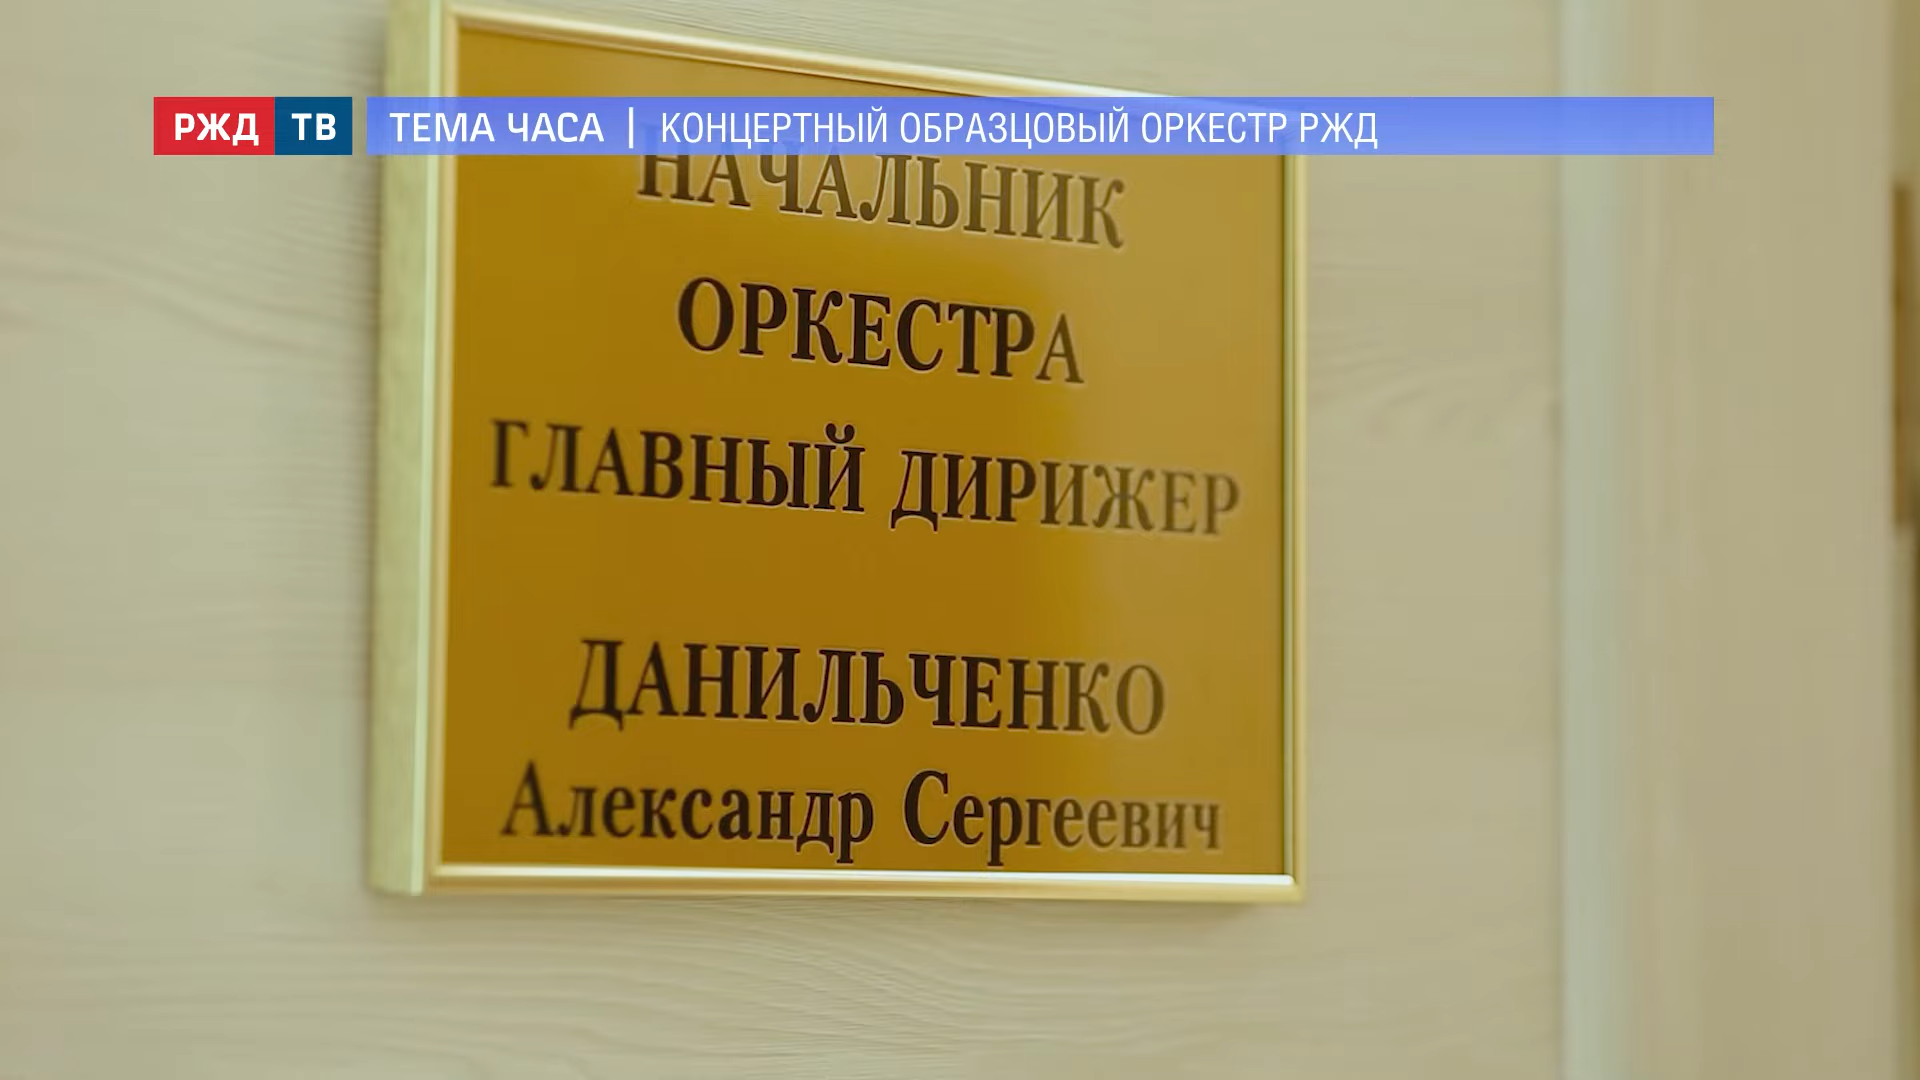 РЖД ТВ ТЕМА ЧАСА | КОНЦЕРТНЫЙ ОБРАЗЦОВЫЙ ОРКЕСТР РЖД
НАЧАЛЬНИК
ОРКЕСТРА
ГЛАВНЫЙ ДИРИЖЕР
ДАНИЛЬЧЕНКО
Александр Сергеевич